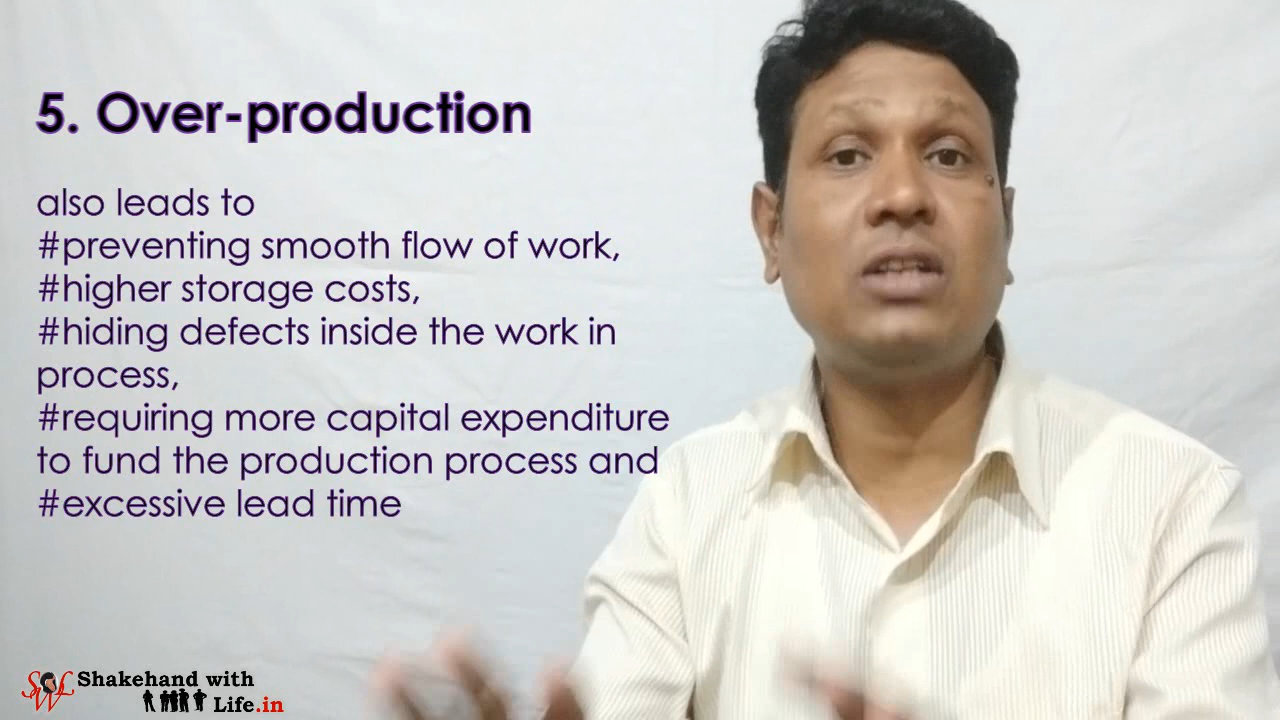 5. Over-production
also leads to
#preventing smooth flow of work,
#higher storage costs,
#hiding defects inside the work in
process,
#requiring more capital expenditure
to fund the production process and
#excessive lead time
SWL
Shakehand with
Life.in